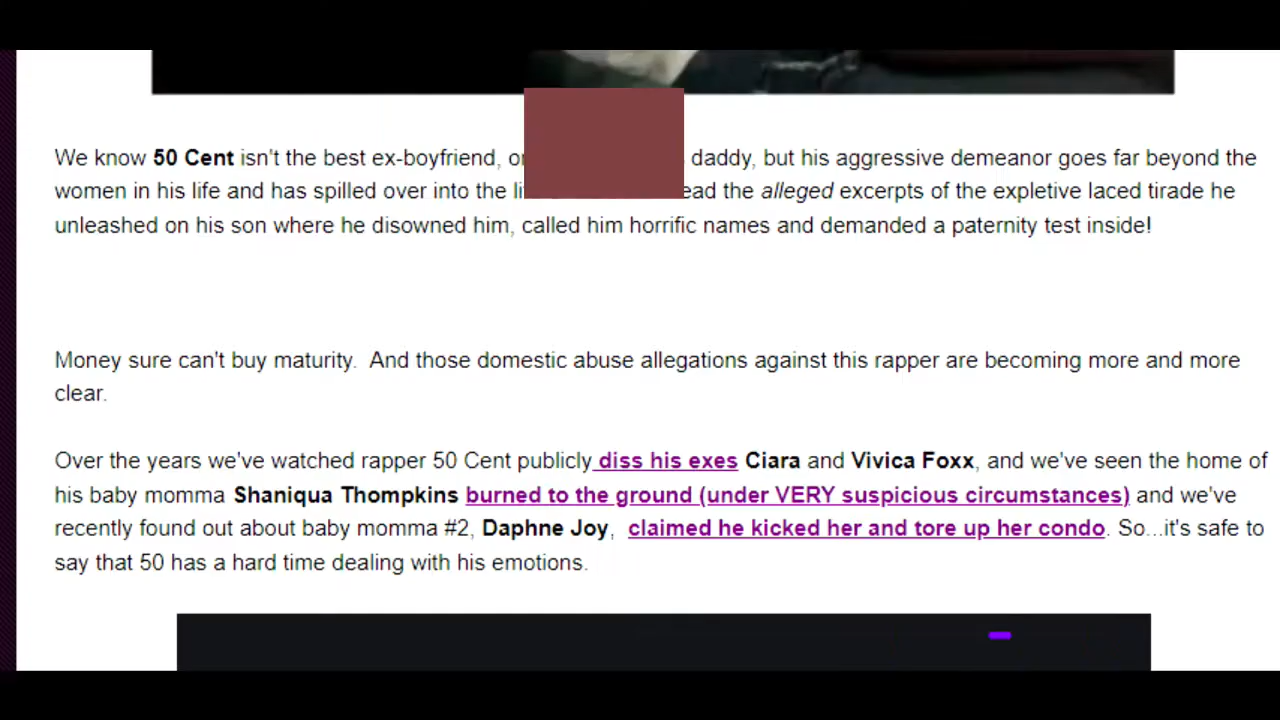 We know 50 Cent isn't the best ex-boyfriend, daddy, but his aggressive demeanor goes far beyond the
women in his life and has spilled over into the the alleged excerpts of the expletive laced tirade he
unleashed on his son where he disowned him, called him horrific names and demanded a paternity test inside!
Money sure can't buy maturity.  And those domestic abuse allegations against this rapper are becoming more and more
clear.
Over the years we've watched rapper 50 Cent publicly diss his exes Ciara and Vivica Foxx, and we've seen the home of
his baby momma Shaniqua Thompkins burned to the ground (under VERY suspicious circumstances) and we've
recently found out about baby momma #2, Daphne Joy,  claimed he kicked her and tore up her condo. So...it's safe to
say that 50 has a hard time dealing with his emotions.